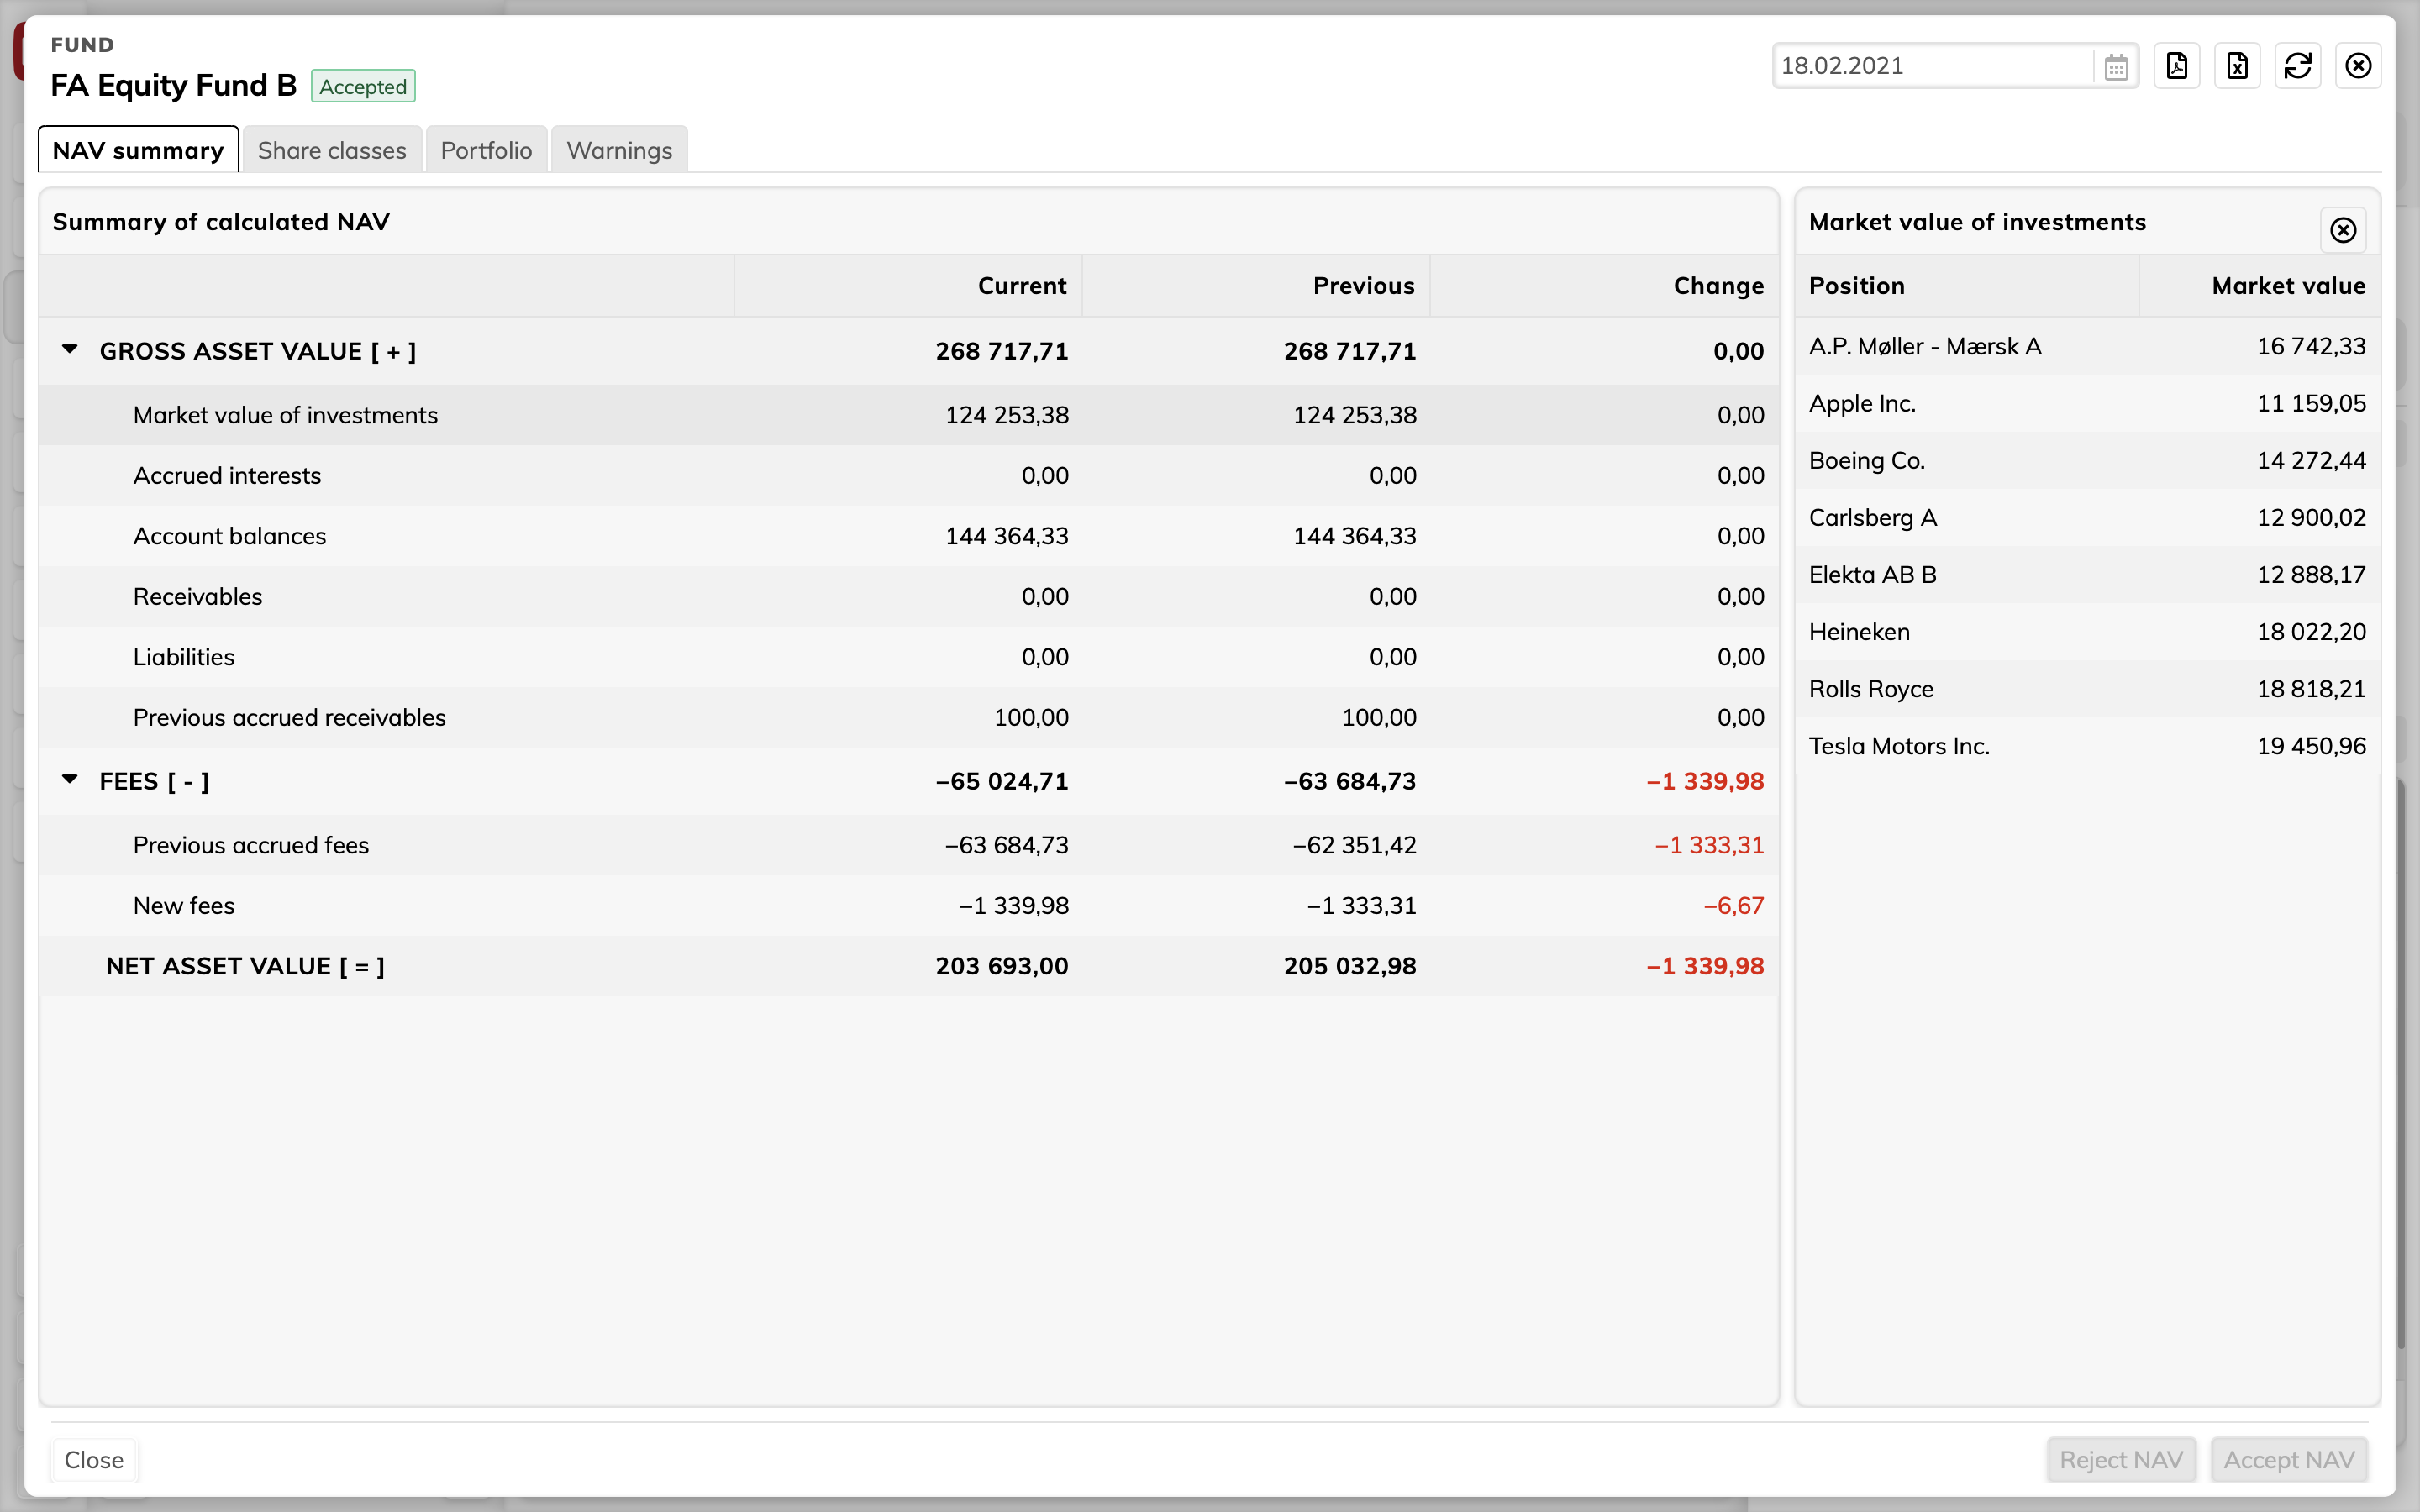 FUND
FA Equity Fund B Accepted
18.02.2021
NAV summary Share classes Portfolio Warnings
Summary of calculated NAV
Current Previous Change
GROSS ASSET VALUE [ + ] 268 717,71 268 717,71 0,00
Market value of investments 124 253,38 124 253,38 0,00
Accrued interests 0,00 0,00 0,00
Account balances 144 364,33 144 364,33 0,00
Receivables 0,00 0,00 0,00
Liabilities 0,00 0,00 0,00
Previous accrued receivables 100,00 100,00 0,00
FEES [ - ] −65 024,71 −63 684,73 −1 339,98
Previous accrued fees −63 684,73 −62 351,42 −1 333,31
New fees −1 339,98 −1 333,31 −6,67
NET ASSET VALUE [ = ] 203 693,00 205 032,98 −1 339,98
Market value of investments
Position Market value
A.P. Møller - Mærsk A 16 742,33
Apple Inc. 11 159,05
Boeing Co. 14 272,44
Carlsberg A 12 900,02
Elekta AB B 12 888,17
Heineken 18 022,20
Rolls Royce 18 818,21
Tesla Motors Inc. 19 450,96
Close Reject NAV Accept NAV